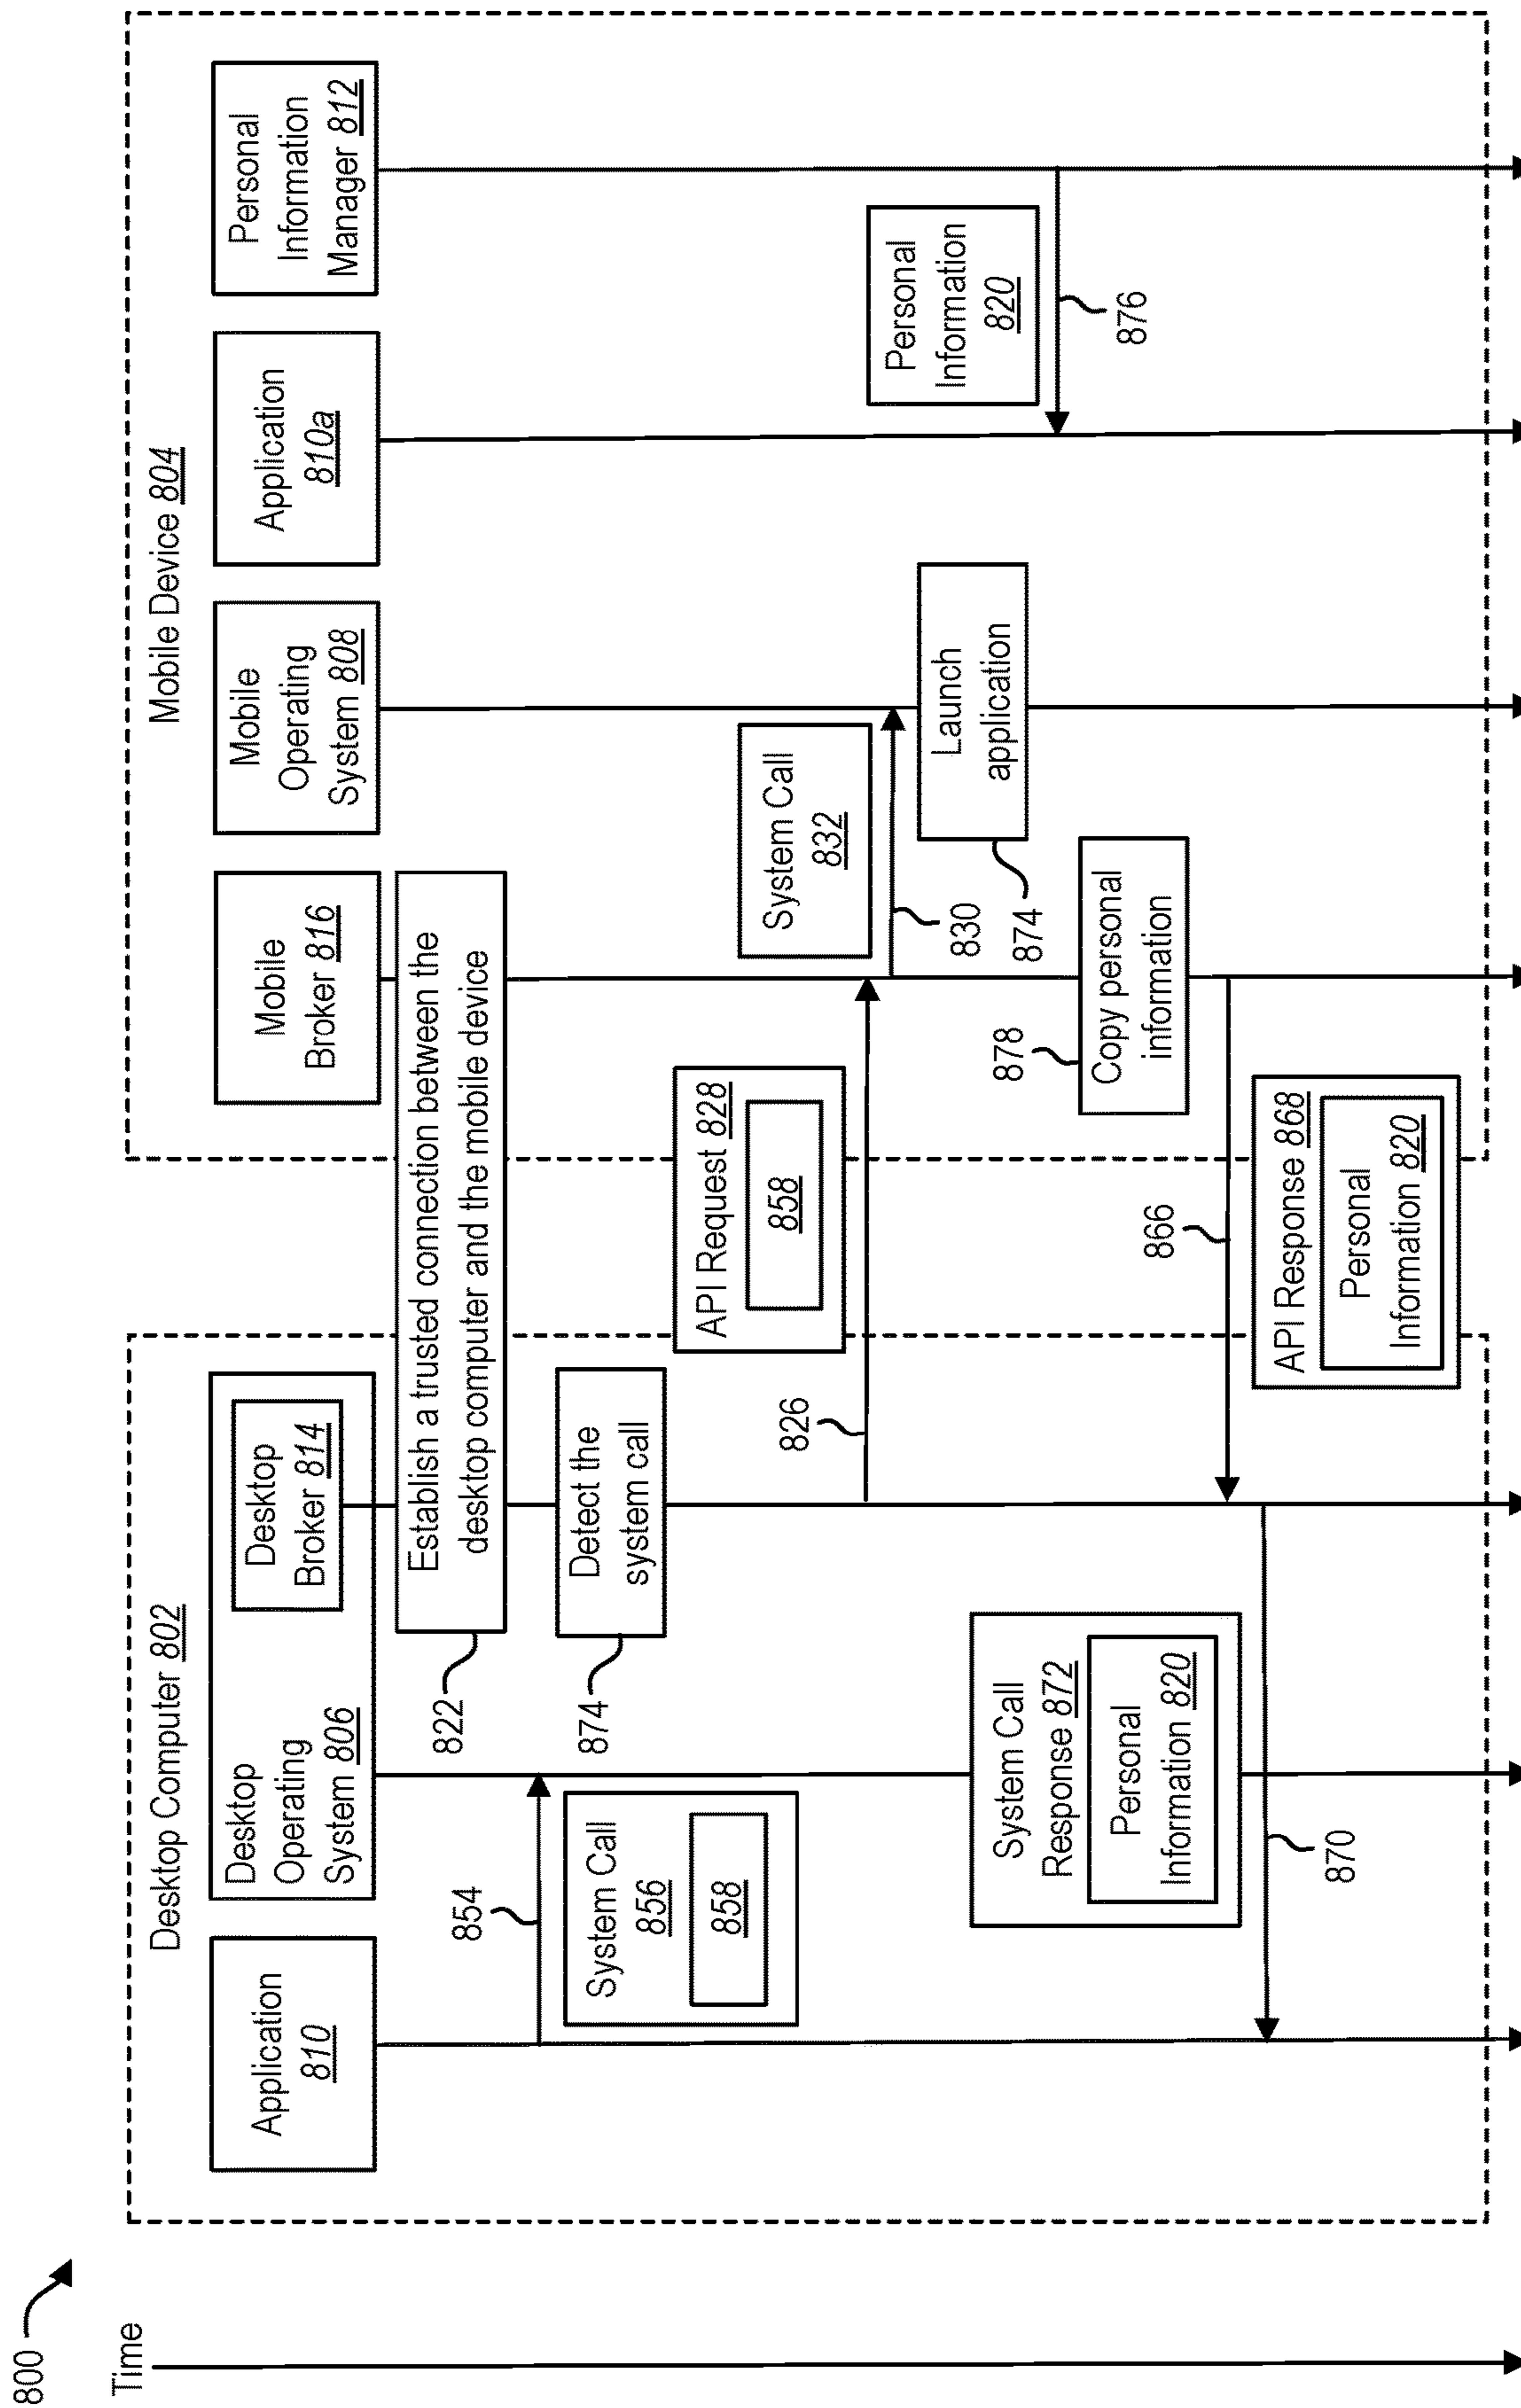 800
Time
Desktop Computer 802
Mobile Device 804
Application
810
Desktop
Operating
System 806
Desktop
Broker 814
Mobile
Broker 816
Mobile
Operating
System 808
Application
810a
Personal
Information
Manager 812
822
Establish a trusted connection between the
desktop computer and the mobile device
854
System Call
856
858
874
Detect the
system call
API Request 828
858
826
System Call
832
830
Launch
application
874
Personal
Information
820
876
878
Copy personal
information
866
API Response 868
Personal
Information 820
System Call
Response 872
Personal
Information 820
870